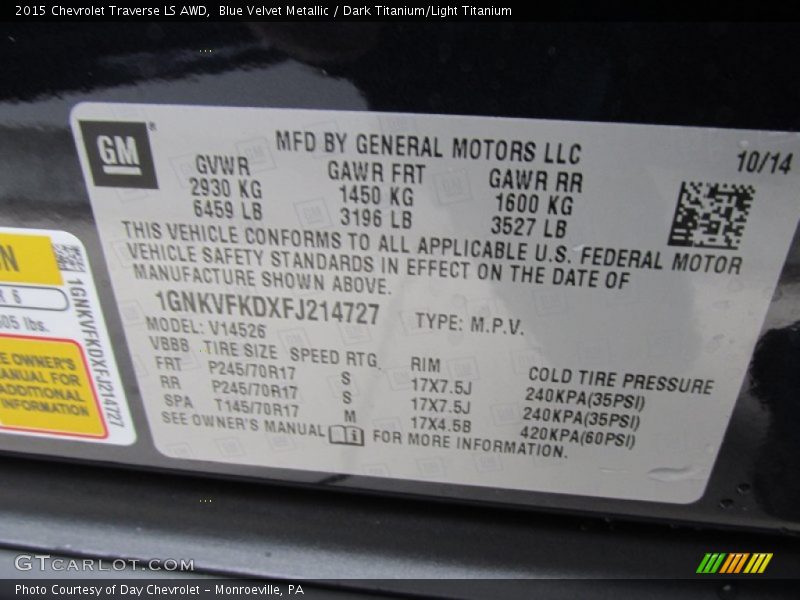 2015 Chevrolet Traverse LS AWD,  Blue Velvet Metallic / Dark Titanium/Light Titanium
GM®
MFD BY GENERAL MOTORS LLC
10/14
GVWR GAWR FRT GAWR RR
2930 KG 1450 KG 1600 KG
6459 LB 3196 LB 3527 LB
THIS VEHICLE CONFORMS TO ALL APPLICABLE U.S. FEDERAL MOTOR
VEHICLE SAFETY STANDARDS IN EFFECT ON THE DATE OF
MANUFACTURE SHOWN ABOVE.
1GNKVFKDXFJ214727 TYPE: M.P.V.
MODEL: V14526
VBBB TIRE SIZE SPEED RTG. RIM COLD TIRE PRESSURE
FRT P245/70R17 S 17X7.5J 240KPA(35PSI)
RR P245/70R17 S 17X7.5J 240KPA(35PSI)
SPA T145/70R17 M 17X4.5B 420KPA(60PSI)
SEE OWNER'S MANUAL FOR MORE INFORMATION.
R 6
lbs.
OWNER'S
FOR
ADDITIONAL
INFORMATION
1GNKVFKDXFJ214727
GTcarlot.com
Photo Courtesy of Day Chevrolet – Monroeville, PA